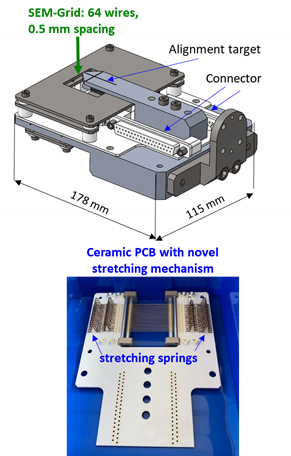 SEM-Grid: 64 wires,
0.5 mm spacing
Alignment target
Connector
178 mm
115 mm
Ceramic PCB with novel
stretching mechanism
stretching springs